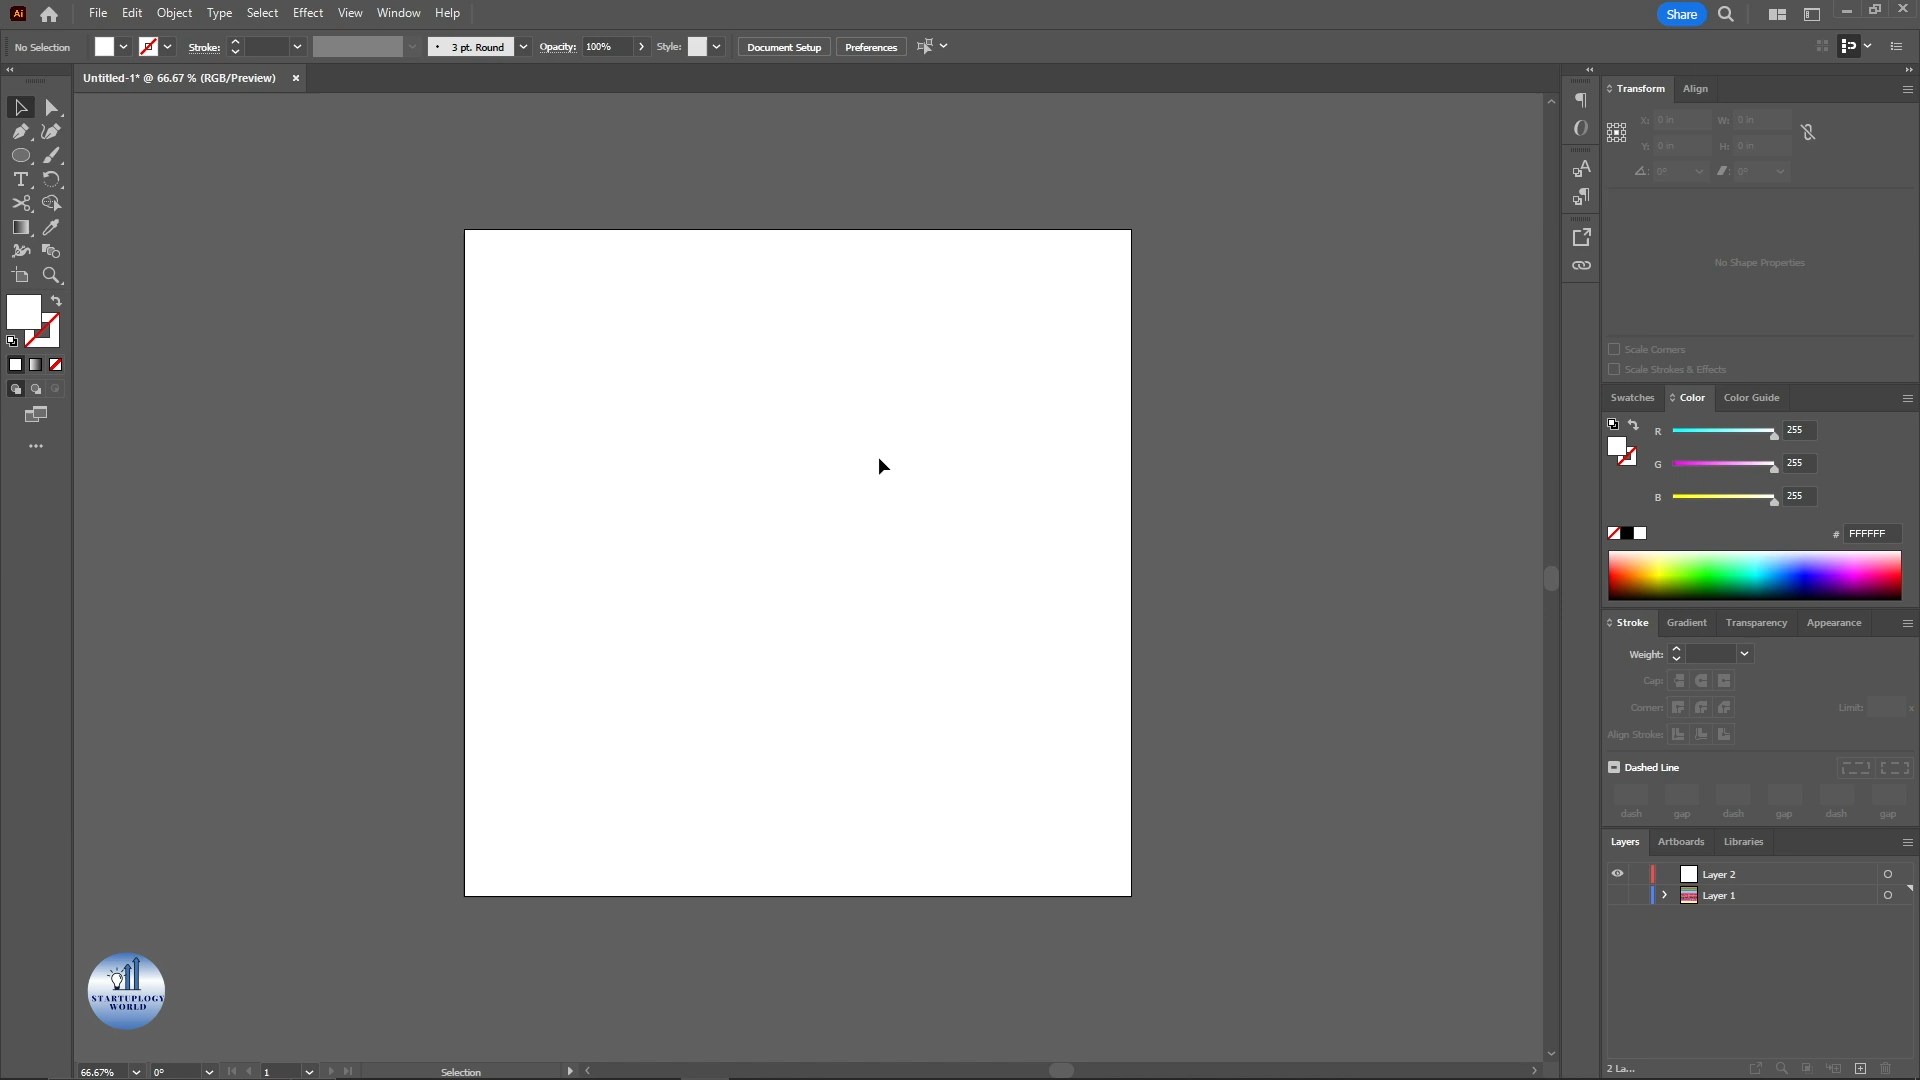 Ai File Edit Object Type Select Effect View Window Help Share
No Selection Stroke: 3 pt. Round Opacity: 100% Style: Document Setup Preferences
Untitled-1* @ 66.67 % (RGB/Preview) ×
Transform Align
X: 0 in W: 0 in
Y: 0 in H: 0 in
0° 0°
No Shape Properties
Scale Corners
Scale Strokes & Effects
Swatches Color Color Guide
R 255
G 255
B 255
# FFFFFF
Stroke Gradient Transparency Appearance
Weight:
Cap:
Corner: Limit: x
Align Stroke:
Dashed Line
dash gap dash gap dash gap
Layers Artboards Libraries
Layer 2
Layer 1
STARTUPLOGY
WORLD
66.67% 0° 1 Selection 2 La...